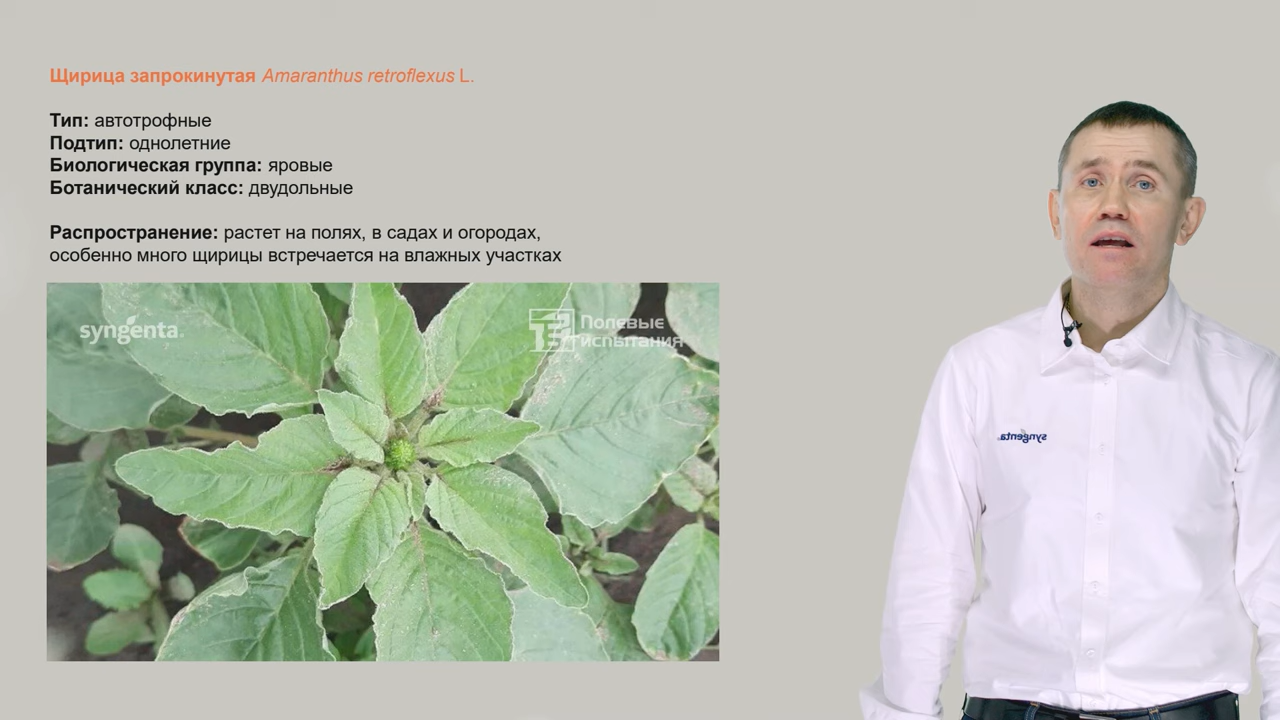 Щирица запрокинутая Amaranthus retroflexus L.
Тип: автотрофные
Подтип: однолетние
Биологическая группа: яровые
Ботанический класс: двудольные
Распространение: растет на полях, в садах и огородах,
особенно много щирицы встречается на влажных участках
syngenta
Полевые
испытания
syngenta